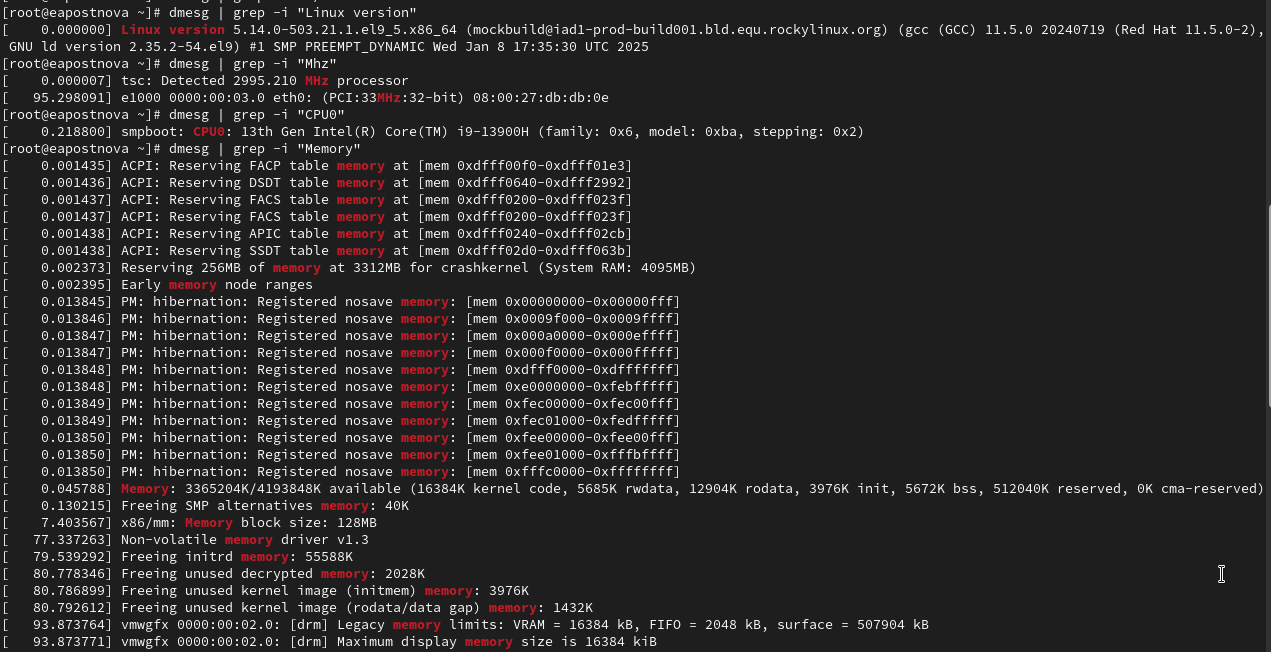 [root@eapostnova ~]# dmesg | grep -i "Linux version"
[    0.000000] Linux version 5.14.0-503.21.1.el9_5.x86_64 (mockbuild@iad1-prod-build001.bld.equ.rockylinux.org) (gcc (GCC) 11.5.0 20240719 (Red Hat 11.5.0-2),
GNU ld version 2.35.2-54.el9) #1 SMP PREEMPT_DYNAMIC Wed Jan 8 17:35:30 UTC 2025
[root@eapostnova ~]# dmesg | grep -i "Mhz"
[    0.000007] tsc: Detected 2995.210 MHz processor
[   95.298091] e1000 0000:00:03.0 eth0: (PCI:33MHz:32-bit) 08:00:27:db:db:0e
[root@eapostnova ~]# dmesg | grep -i "CPU0"
[    0.218800] smpboot: CPU0: 13th Gen Intel(R) Core(TM) i9-13900H (family: 0x6, model: 0xba, stepping: 0x2)
[root@eapostnova ~]# dmesg | grep -i "Memory"
[    0.001435] ACPI: Reserving FACP table memory at [mem 0xdfff00f0-0xdfff01e3]
[    0.001436] ACPI: Reserving DSDT table memory at [mem 0xdfff0640-0xdfff2992]
[    0.001437] ACPI: Reserving FACS table memory at [mem 0xdfff0200-0xdfff023f]
[    0.001437] ACPI: Reserving FACS table memory at [mem 0xdfff0200-0xdfff023f]
[    0.001438] ACPI: Reserving APIC table memory at [mem 0xdfff0240-0xdfff02cb]
[    0.001438] ACPI: Reserving SSDT table memory at [mem 0xdfff02d0-0xdfff063b]
[    0.002373] Reserving 256MB of memory at 3312MB for crashkernel (System RAM: 4095MB)
[    0.002395] Early memory node ranges
[    0.013845] PM: hibernation: Registered nosave memory: [mem 0x00000000-0x00000fff]
[    0.013846] PM: hibernation: Registered nosave memory: [mem 0x0009f000-0x0009ffff]
[    0.013847] PM: hibernation: Registered nosave memory: [mem 0x000a0000-0x000effff]
[    0.013847] PM: hibernation: Registered nosave memory: [mem 0x000f0000-0x000fffff]
[    0.013848] PM: hibernation: Registered nosave memory: [mem 0xdfff0000-0xdfffffff]
[    0.013848] PM: hibernation: Registered nosave memory: [mem 0xe0000000-0xfebfffff]
[    0.013849] PM: hibernation: Registered nosave memory: [mem 0xfec00000-0xfec00fff]
[    0.013849] PM: hibernation: Registered nosave memory: [mem 0xfec01000-0xfedfffff]
[    0.013850] PM: hibernation: Registered nosave memory: [mem 0xfee00000-0xfee00fff]
[    0.013850] PM: hibernation: Registered nosave memory: [mem 0xfee01000-0xfffbffff]
[    0.013850] PM: hibernation: Registered nosave memory: [mem 0xfffc0000-0xffffffff]
[    0.045788] Memory: 3365204K/4193848K available (16384K kernel code, 5685K rwdata, 12904K rodata, 3976K init, 5672K bss, 512040K reserved, 0K cma-reserved)
[    0.130215] Freeing SMP alternatives memory: 40K
[    7.403567] x86/mm: Memory block size: 128MB
[   77.337263] Non-volatile memory driver v1.3
[   79.539292] Freeing initrd memory: 55588K
[   80.778346] Freeing unused decrypted memory: 2028K
[   80.786899] Freeing unused kernel image (initmem) memory: 3976K
[   80.792612] Freeing unused kernel image (rodata/data gap) memory: 1432K
[   93.873764] vmwgfx 0000:00:02.0: [drm] Legacy memory limits: VRAM = 16384 kB, FIFO = 2048 kB, surface = 507904 kB
[   93.873771] vmwgfx 0000:00:02.0: [drm] Maximum display memory size is 16384 kiB